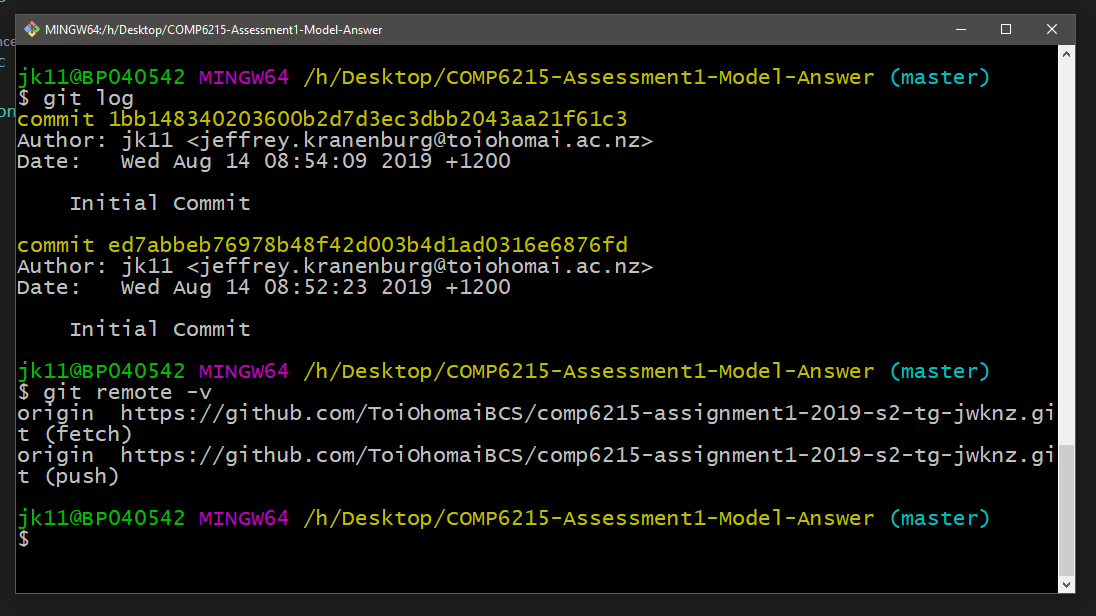 nce
MINGW64:/h/Desktop/COMP6215-Assessment1-Model-Answer
c
on
jk11@BP040542 MINGW64 /h/Desktop/COMP6215-Assessment1-Model-Answer (master)
$ git log
commit 1bb148340203600b2d7d3ec3dbb2043aa21f61c3
Author: jk11 <jeffrey.kranenburg@toiohomai.ac.nz>
Date:   Wed Aug 14 08:54:09 2019 +1200
Initial Commit
commit ed7abbeb76978b48f42d003b4d1ad0316e6876fd
Author: jk11 <jeffrey.kranenburg@toiohomai.ac.nz>
Date:   Wed Aug 14 08:52:23 2019 +1200
Initial Commit
jk11@BP040542 MINGW64 /h/Desktop/COMP6215-Assessment1-Model-Answer (master)
$ git remote -v
origin  https://github.com/ToiOhomaiBCS/comp6215-assignment1-2019-s2-tg-jwknz.gi
t (fetch)
origin  https://github.com/ToiOhomaiBCS/comp6215-assignment1-2019-s2-tg-jwknz.gi
t (push)
jk11@BP040542 MINGW64 /h/Desktop/COMP6215-Assessment1-Model-Answer (master)
$